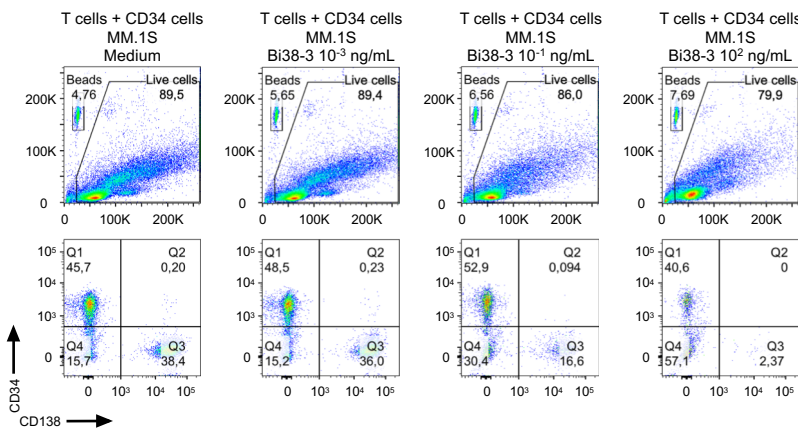 T cells + CD34 cells
MM.1S
Medium
T cells + CD34 cells
MM.1S
Bi38-3 10⁻³ ng/mL
T cells + CD34 cells
MM.1S
Bi38-3 10⁻¹ ng/mL
T cells + CD34 cells
MM.1S
Bi38-3 10² ng/mL
Beads Live cells
4,76 89,5
Beads Live cells
5,65 89,4
Beads Live cells
6,56 86,0
Beads Live cells
7,69 79,9
200K 200K 200K 200K
100K 100K 100K 100K
0 0 0 0
0 100K 200K 0 100K 200K 0 100K 200K 0 100K 200K
Q1 Q2
45,7 0,20
Q1 Q2
48,5 0,23
Q1 Q2
52,9 0,094
Q1 Q2
40,6 0
10⁵ 10⁵ 10⁵ 10⁵
10⁴ 10⁴ 10⁴ 10⁴
10³ 10³ 10³ 10³
0 0 0 0
Q4 Q3
15,7 38,4
Q4 Q3
15,2 36,0
Q4 Q3
30,4 16,6
Q4 Q3
57,1 2,37
0 10³ 10⁴ 10⁵ 0 10³ 10⁴ 10⁵ 0 10³ 10⁴ 10⁵ 0 10³ 10⁴ 10⁵
CD34
CD138